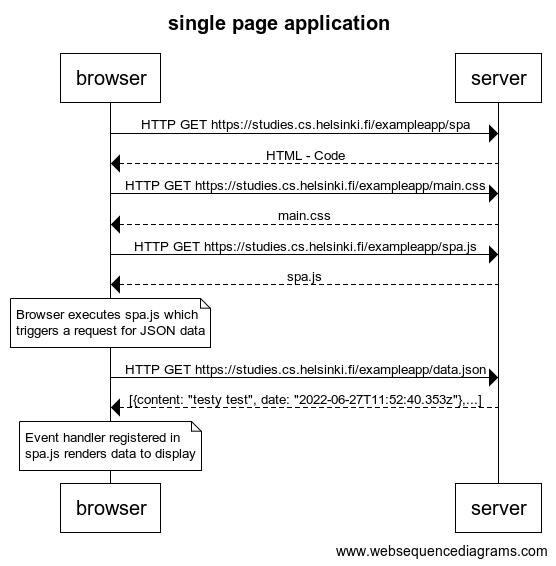 single page application
browser
server
HTTP GET https://studies.cs.helsinki.fi/exampleapp/spa
HTML - Code
HTTP GET https://studies.cs.helsinki.fi/exampleapp/main.css
main.css
HTTP GET https://studies.cs.helsinki.fi/exampleapp/spa.js
spa.js
Browser executes spa.js which
triggers a request for JSON data
HTTP GET https://studies.cs.helsinki.fi/exampleapp/data.json
[{content: "testy test", date: "2022-06-27T11:52:40.353z"},...]
Event handler registered in
spa.js renders data to display
browser
server
www.websequencediagrams.com